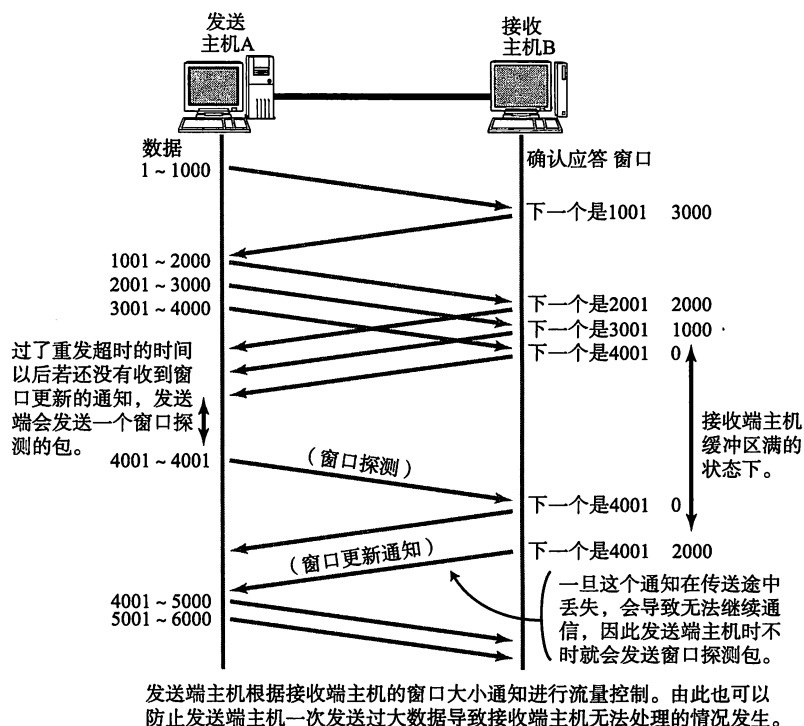 发送
主机A
接收
主机B
数据
确认应答 窗口
1~1000
下一个是1001 3000
1001~2000
2001~3000
3001~4000
下一个是2001 2000
下一个是3001 1000
下一个是4001 0
过了重发超时的时间
以后若还没有收到窗
口更新的通知，发送
端会发送一个窗口探
测的包。
接收端主机
缓冲区满的
状态下。
4001~4001
（窗口探测）
下一个是4001 0
（窗口更新通知）
下一个是4001 2000
一旦这个通知在传送途中
丢失，会导致无法继续通
信，因此发送端主机时不
时就会发送窗口探测包。
4001~5000
5001~6000
发送端主机根据接收端主机的窗口大小通知进行流量控制。由此也可以
防止发送端主机一次发送过大数据导致接收端主机无法处理的情况发生。